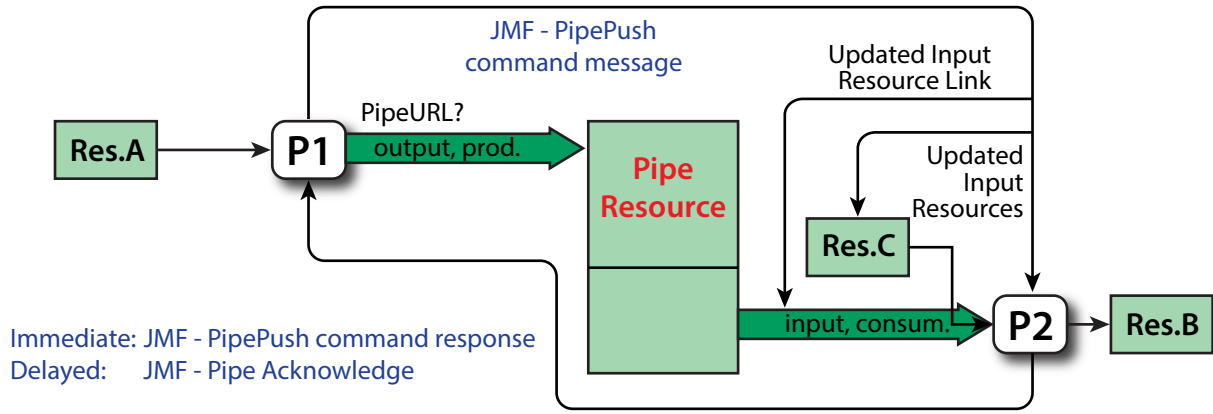 JMF - PipePush
command message
Updated Input
Resource Link
PipeURL?
Res.A
P1
output, prod.
Pipe
Resource
Updated
Input
Resources
Res.C
input, consum.
P2
Res.B
Immediate: JMF - PipePush command response
Delayed: JMF - Pipe Acknowledge